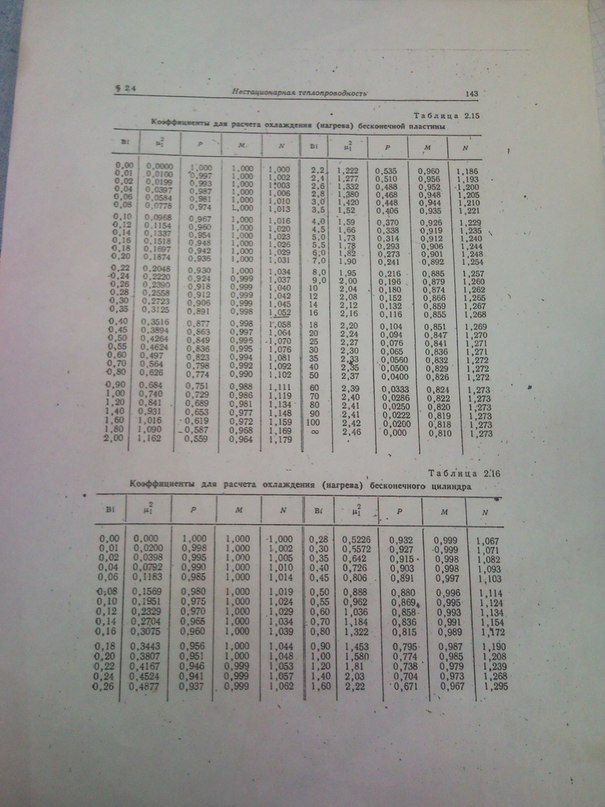 § 2.4 Нестационарная теплопроводность 143
Таблица 2.15
Коэффициенты для расчета охлаждения (нагрева) бесконечной пластины
Bi μ₁² P M N Bi μ₁² P M N
0,00 0,0000 1,000 1,000 1,000 2,2 1,222 0,535 0,960 1,186
0,01 0,0100 0,997 1,000 1,002 2,4 1,277 0,510 0,956 1,193
0,02 0,0199 0,993 1,000 1,003 2,6 1,332 0,488 0,952 1,200
0,04 0,0397 0,987 1,000 1,006 2,8 1,380 0,468 0,948 1,205
0,06 0,0584 0,981 1,000 1,010 3,0 1,420 0,448 0,944 1,210
0,08 0,0775 0,974 1,000 1,013 3,5 1,52 0,406 0,935 1,221
0,10 0,0968 0,967 1,000 1,016 4,0 1,59 0,370 0,926 1,229
0,12 0,1154 0,960 1,000 1,020 4,5 1,66 0,338 0,919 1,235
0,14 0,1337 0,954 1,000 1,023 5,0 1,73 0,314 0,912 1,240
0,16 0,1518 0,948 1,000 1,026 5,5 1,78 0,293 0,906 1,244
0,18 0,1697 0,942 1,000 1,029 6,0 1,82 0,273 0,901 1,248
0,20 0,1874 0,936 1,000 1,031 7,0 1,90 0,241 0,892 1,254
0,22 0,2048 0,930 1,000 1,034 8,0 1,95 0,216 0,885 1,257
0,24 0,2220 0,924 0,999 1,037 9,0 2,00 0,196 0,879 1,260
0,26 0,2390 0,918 0,999 1,040 10 2,04 0,180 0,874 1,262
0,28 0,2558 0,912 0,999 1,042 12 2,08 0,152 0,866 1,265
0,30 0,2723 0,906 0,999 1,045 14 2,12 0,132 0,859 1,267
0,35 0,3125 0,891 0,998 1,052 16 2,16 0,116 0,855 1,268
0,40 0,3516 0,877 0,998 1,058 18 2,20 0,104 0,851 1,269
0,45 0,3894 0,863 0,997 1,064 20 2,24 0,094 0,847 1,270
0,50 0,4264 0,849 0,996 1,070 25 2,27 0,076 0,841 1,271
0,55 0,4624 0,836 0,995 1,076 30 2,30 0,065 0,836 1,271
0,60 0,497 0,823 0,994 1,081 35 2,33 0,0560 0,832 1,272
0,70 0,564 0,798 0,992 1,092 40 2,35 0,0500 0,829 1,272
0,80 0,626 0,774 0,990 1,102 50 2,37 0,0400 0,826 1,272
0,90 0,684 0,751 0,988 1,111 60 2,39 0,0333 0,824 1,273
1,00 0,740 0,729 0,986 1,119 70 2,40 0,0286 0,822 1,273
1,20 0,841 0,689 0,981 1,134 80 2,41 0,0250 0,820 1,273
1,40 0,931 0,653 0,977 1,148 90 2,41 0,0222 0,819 1,273
1,60 1,016 0,619 0,972 1,159 100 2,42 0,0200 0,818 1,273
1,80 1,090 0,587 0,968 1,169 ∞ 2,46 0,000 0,810 1,273
2,00 1,162 0,559 0,964 1,179
Таблица 2.16
Коэффициенты для расчета охлаждения (нагрева) бесконечного цилиндра
Bi μ₁² P M N Bi μ₁² P M N
0,00 0,000 1,000 1,000 1,000 0,28 0,5226 0,932 0,999 1,067
0,01 0,0200 0,998 1,000 1,002 0,30 0,5572 0,927 0,999 1,071
0,02 0,0398 0,995 1,000 1,005 0,35 0,642 0,915 0,998 1,082
0,04 0,0792 0,990 1,000 1,010 0,40 0,726 0,903 0,998 1,093
0,06 0,1183 0,985 1,000 1,014 0,45 0,806 0,891 0,997 1,103
0,08 0,1569 0,980 1,000 1,019 0,50 0,888 0,880 0,996 1,114
0,10 0,1951 0,975 1,000 1,024 0,55 0,962 0,869 0,995 1,124
0,12 0,2329 0,970 1,000 1,029 0,60 1,036 0,858 0,993 1,134
0,14 0,2704 0,965 1,000 1,034 0,70 1,184 0,836 0,991 1,154
0,16 0,3075 0,960 1,000 1,039 0,80 1,322 0,815 0,989 1,172
0,18 0,3443 0,956 1,000 1,044 0,90 1,453 0,795 0,987 1,190
0,20 0,3807 0,951 1,000 1,048 1,00 1,580 0,774 0,985 1,208
0,22 0,4167 0,946 0,999 1,053 1,20 1,81 0,738 0,979 1,239
0,24 0,4524 0,941 0,999 1,057 1,40 2,03 0,704 0,973 1,268
0,26 0,4877 0,937 0,999 1,062 1,60 2,22 0,671 0,967 1,295